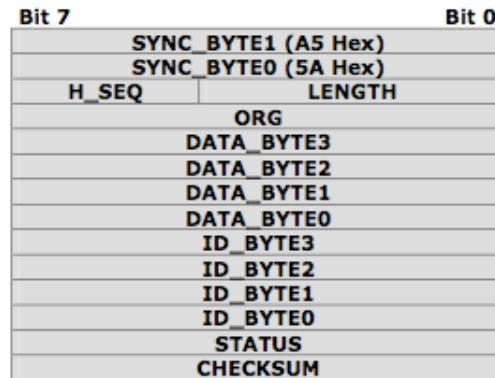 Bit 7 Bit 0
SYNC_BYTE1 (A5 Hex)
SYNC_BYTE0 (5A Hex)
H_SEQ LENGTH
ORG
DATA_BYTE3
DATA_BYTE2
DATA_BYTE1
DATA_BYTE0
ID_BYTE3
ID_BYTE2
ID_BYTE1
ID_BYTE0
STATUS
CHECKSUM